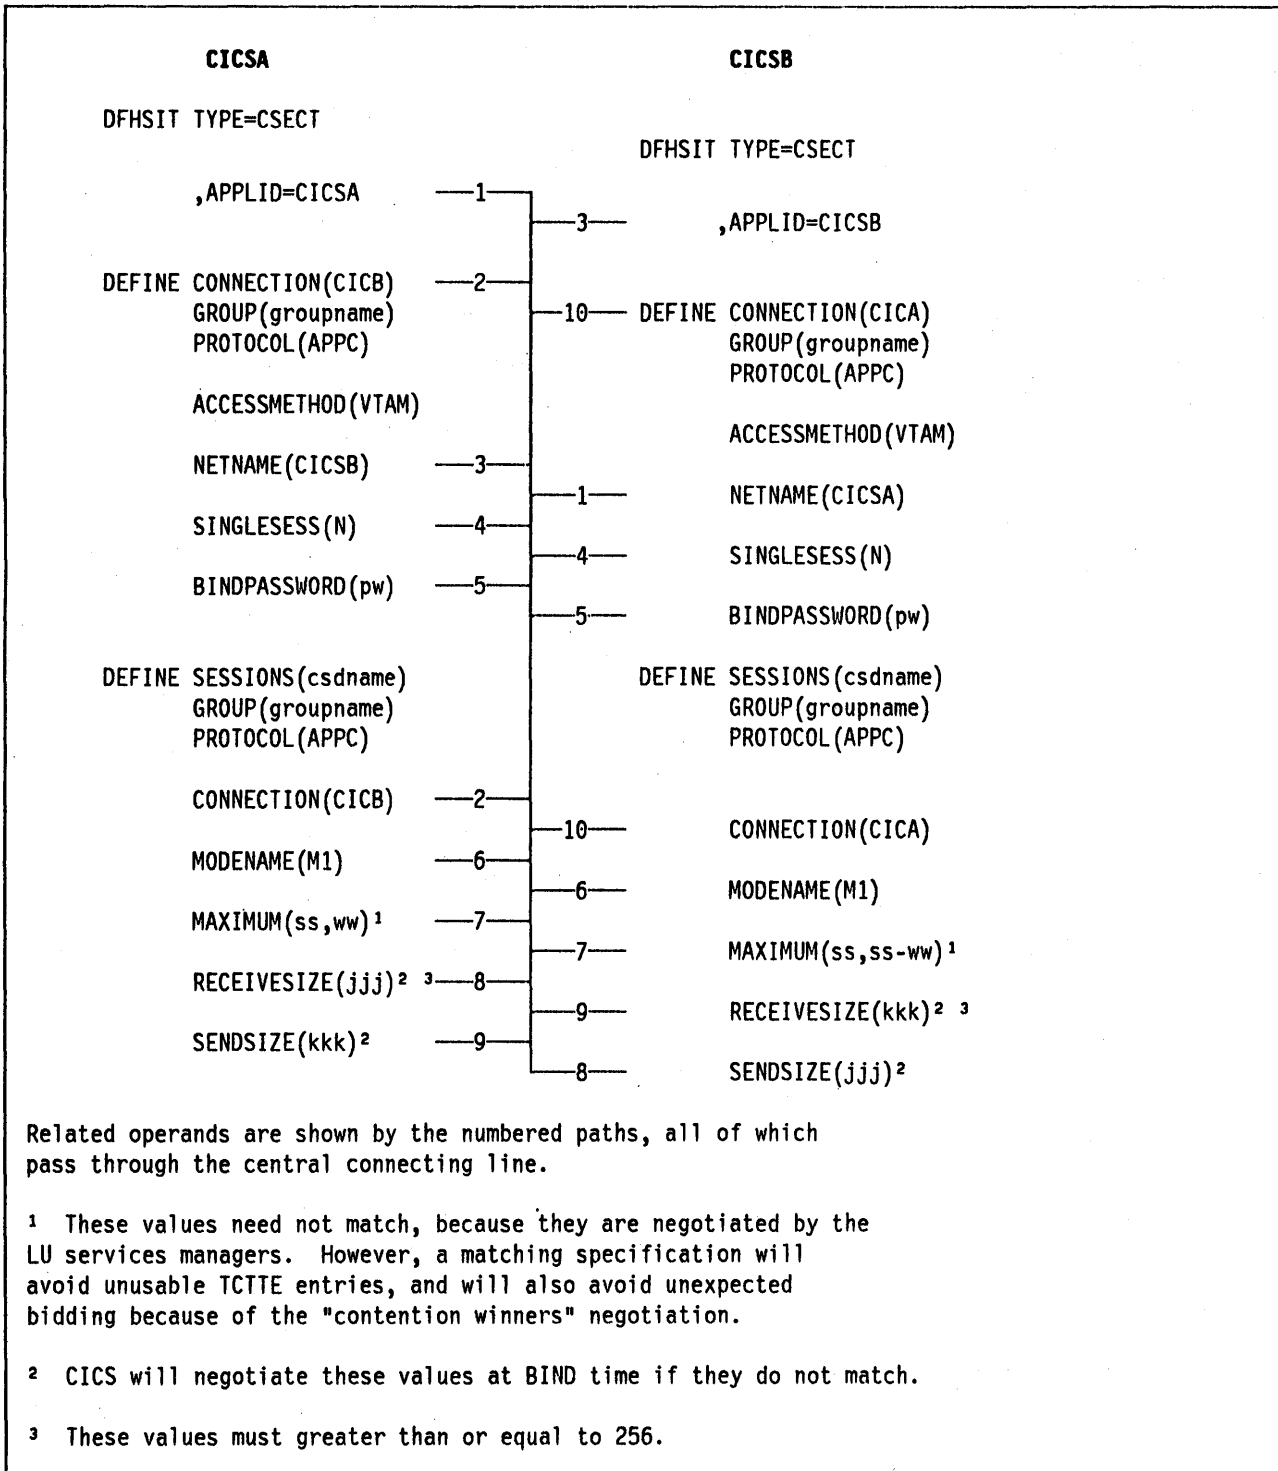 CICSA CICSB
DFHSIT TYPE=CSECT
DFHSIT TYPE=CSECT
,APPLID=CICSA 1
3 ,APPLID=CICSB
DEFINE CONNECTION(CICB) 2
GROUP(groupname) 10 DEFINE CONNECTION(CICA)
PROTOCOL(APPC) GROUP(groupname)
PROTOCOL(APPC)
ACCESSMETHOD(VTAM)
ACCESSMETHOD(VTAM)
NETNAME(CICSB) 3
1 NETNAME(CICSA)
SINGLESESS(N) 4
4 SINGLESESS(N)
BINDPASSWORD(pw) 5
5 BINDPASSWORD(pw)
DEFINE SESSIONS(csdname) DEFINE SESSIONS(csdname)
GROUP(groupname) GROUP(groupname)
PROTOCOL(APPC) PROTOCOL(APPC)
CONNECTION(CICB) 2
10 CONNECTION(CICA)
MODENAME(M1) 6
6 MODENAME(M1)
MAXIMUM(ss,ww)¹ 7
7 MAXIMUM(ss,ss-ww)¹
RECEIVESIZE(jjj)² ³ 8
9 RECEIVESIZE(kkk)² ³
SENDSIZE(kkk)² 9
8 SENDSIZE(jjj)²
Related operands are shown by the numbered paths, all of which
pass through the central connecting line.
¹ These values need not match, because they are negotiated by the
LU services managers. However, a matching specification will
avoid unusable TCTTE entries, and will also avoid unexpected
bidding because of the "contention winners" negotiation.
² CICS will negotiate these values at BIND time if they do not match.
³ These values must greater than or equal to 256.